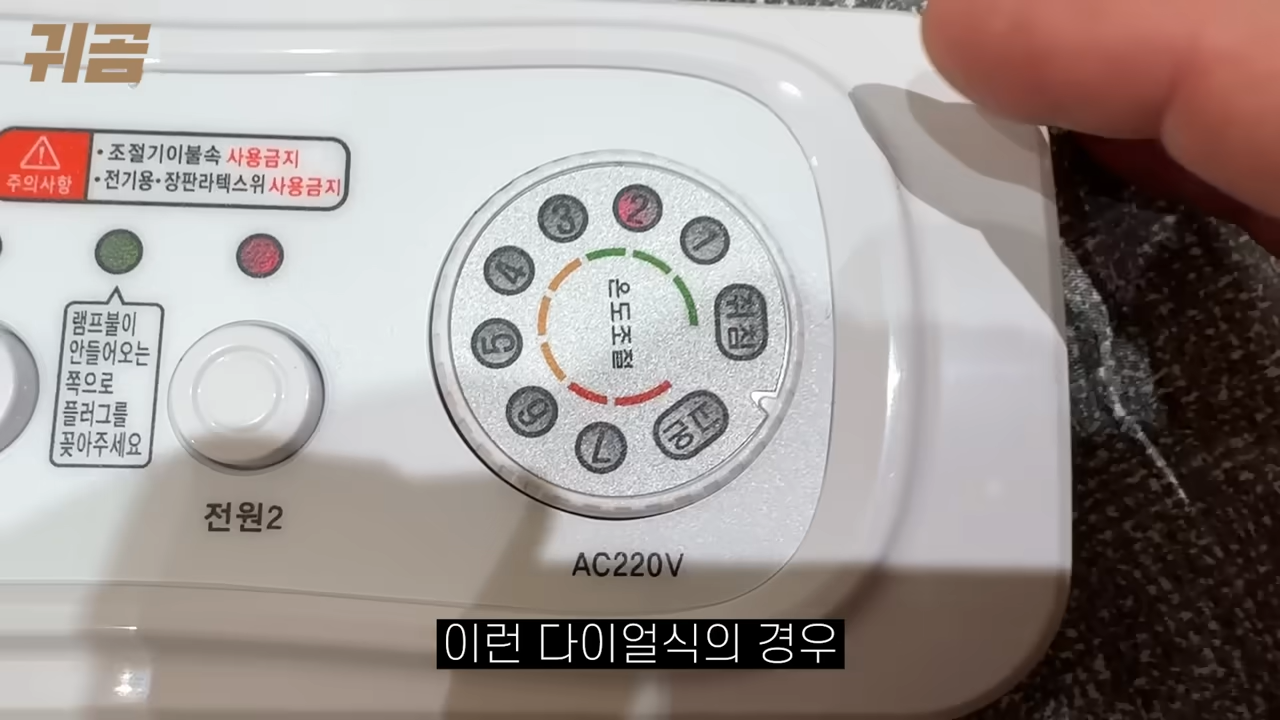 귀곰
주의사항
·조절기이불속 사용금지
·전기용·장판라텍스위 사용금지
램프불이
안들어오는
쪽으로
플러그를
꽂아주세요
전원2
취침
1
2
3
4
5
6
7
고온
온도조절
AC220V
이런 다이얼식의 경우